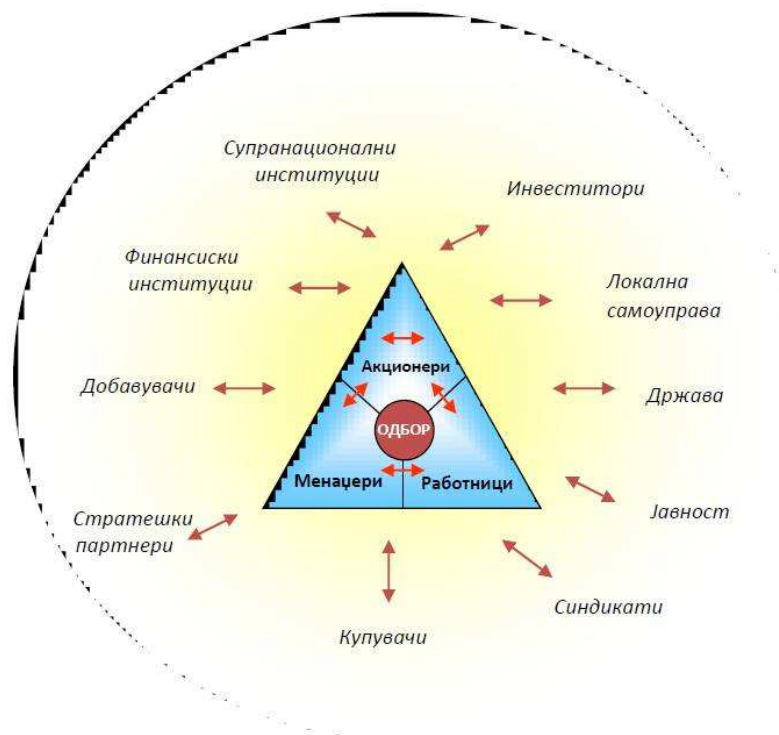 Супранационални
институции
Инвеститори
Финансиски
институции
Локална
самоуправа
Акционери
Добавувачи
Држава
ОДБОР
Менаџери
Работници
Стратешки
партнери
Јавност
Синдикати
Купувачи